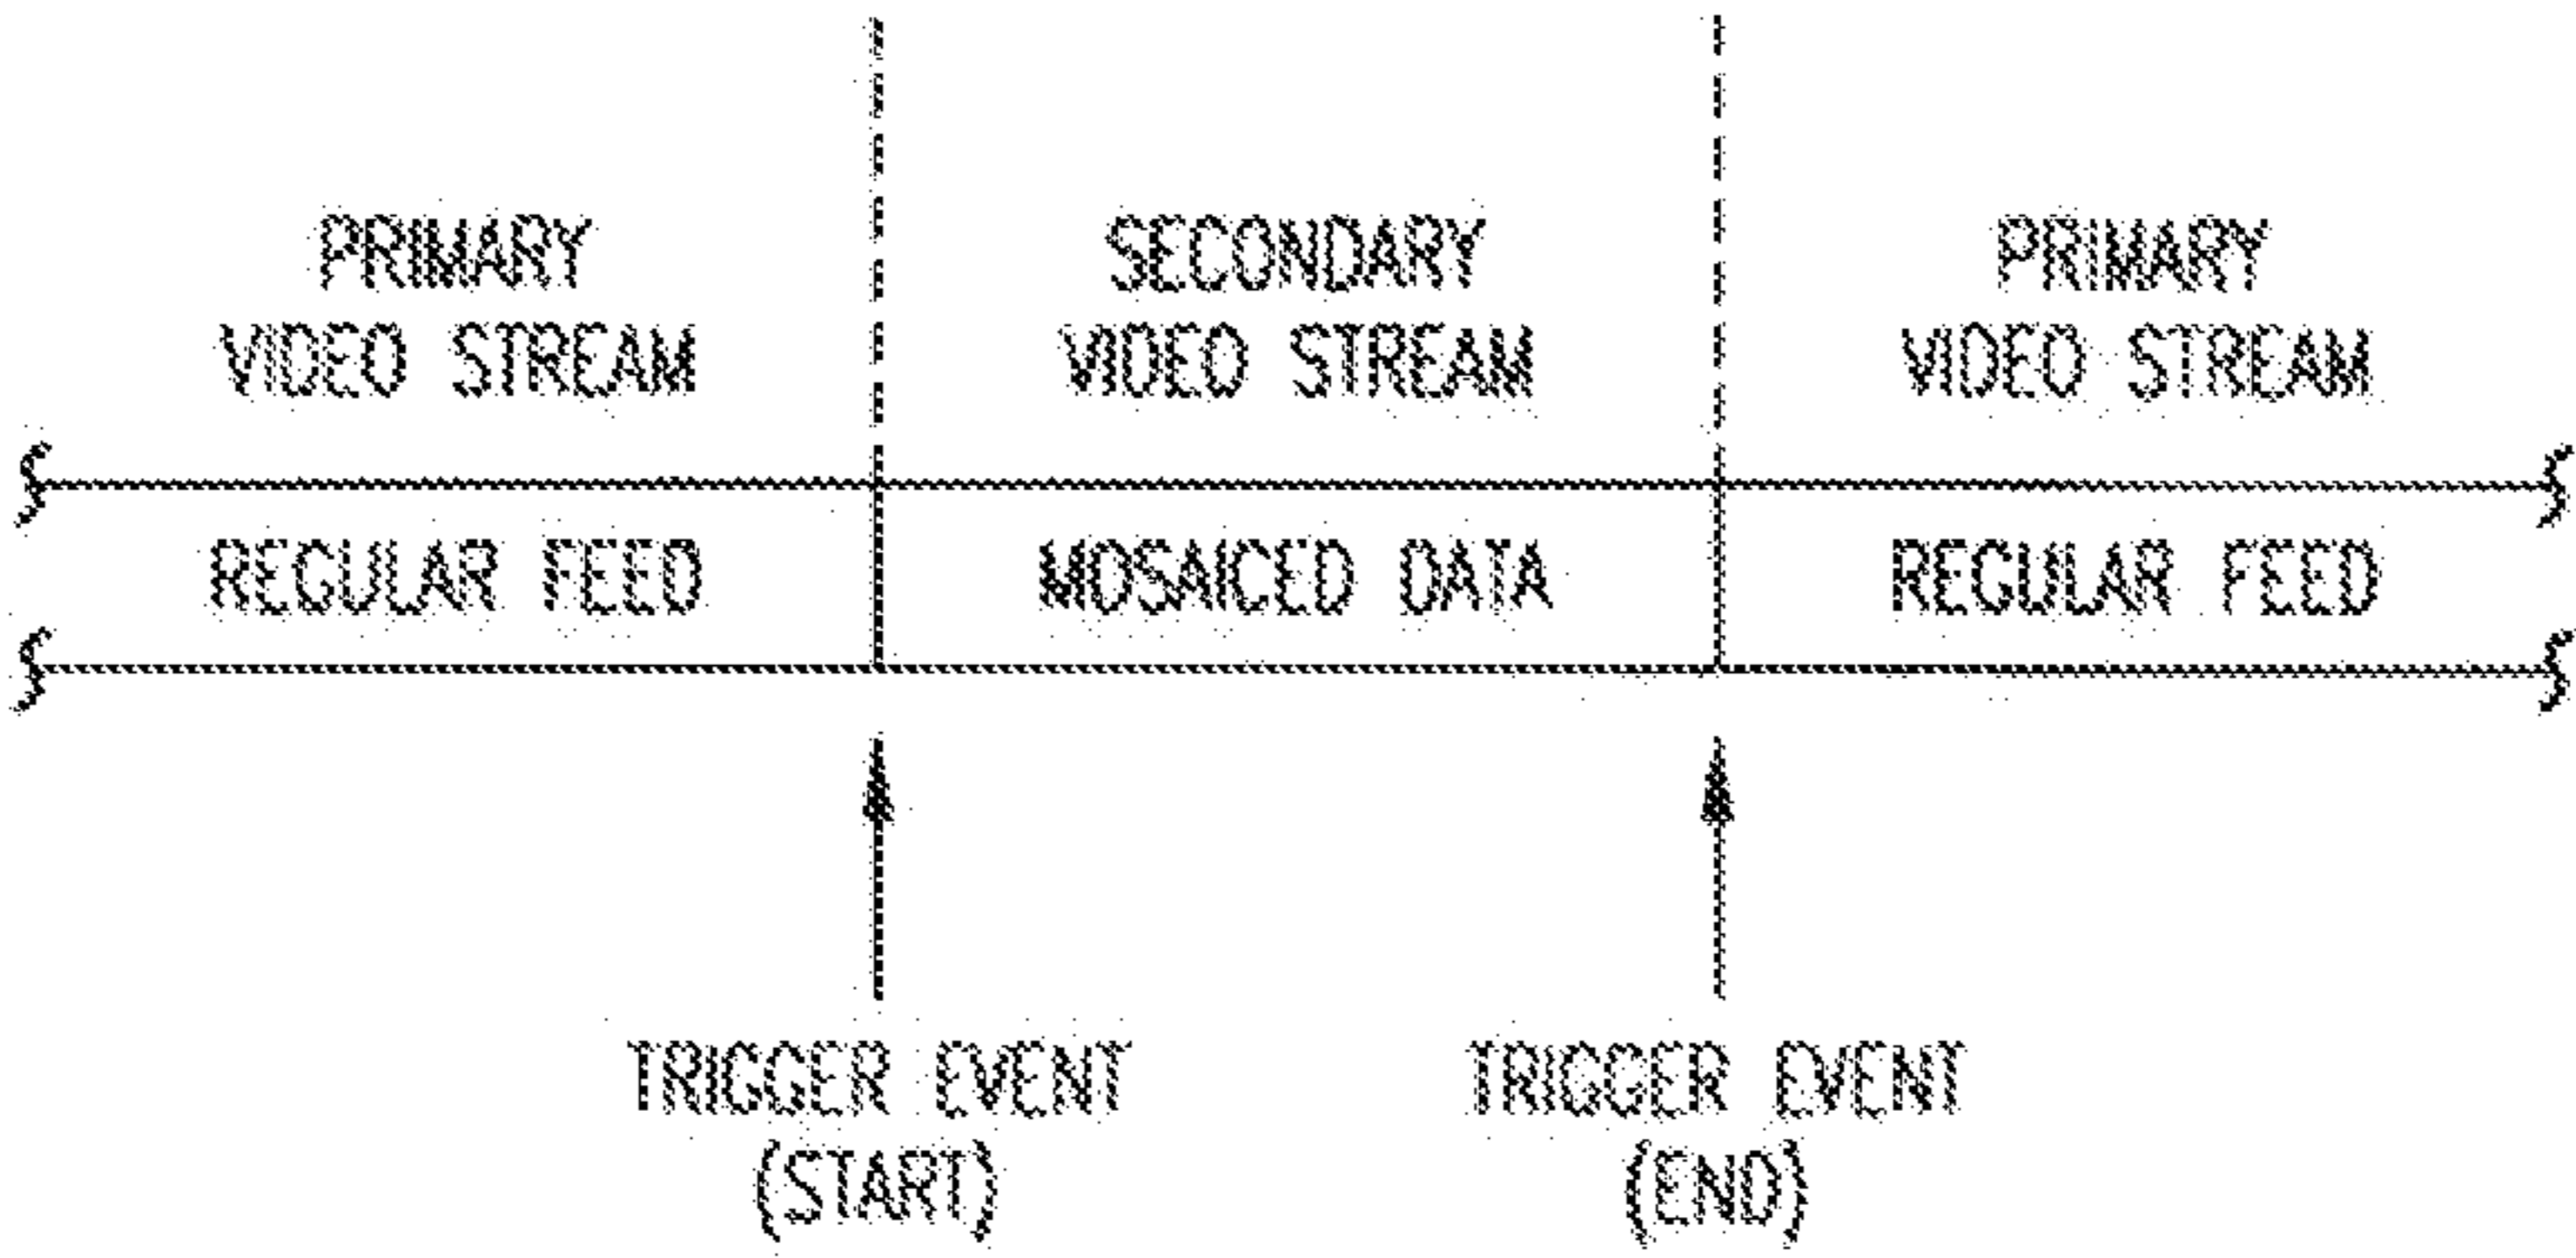 PRIMARY
VIDEO STREAM
SECONDARY
VIDEO STREAM
PRIMARY
VIDEO STREAM
REGULAR FEED
MOSAICED DATA
REGULAR FEED
TRIGGER EVENT
(START)
TRIGGER EVENT
(END)